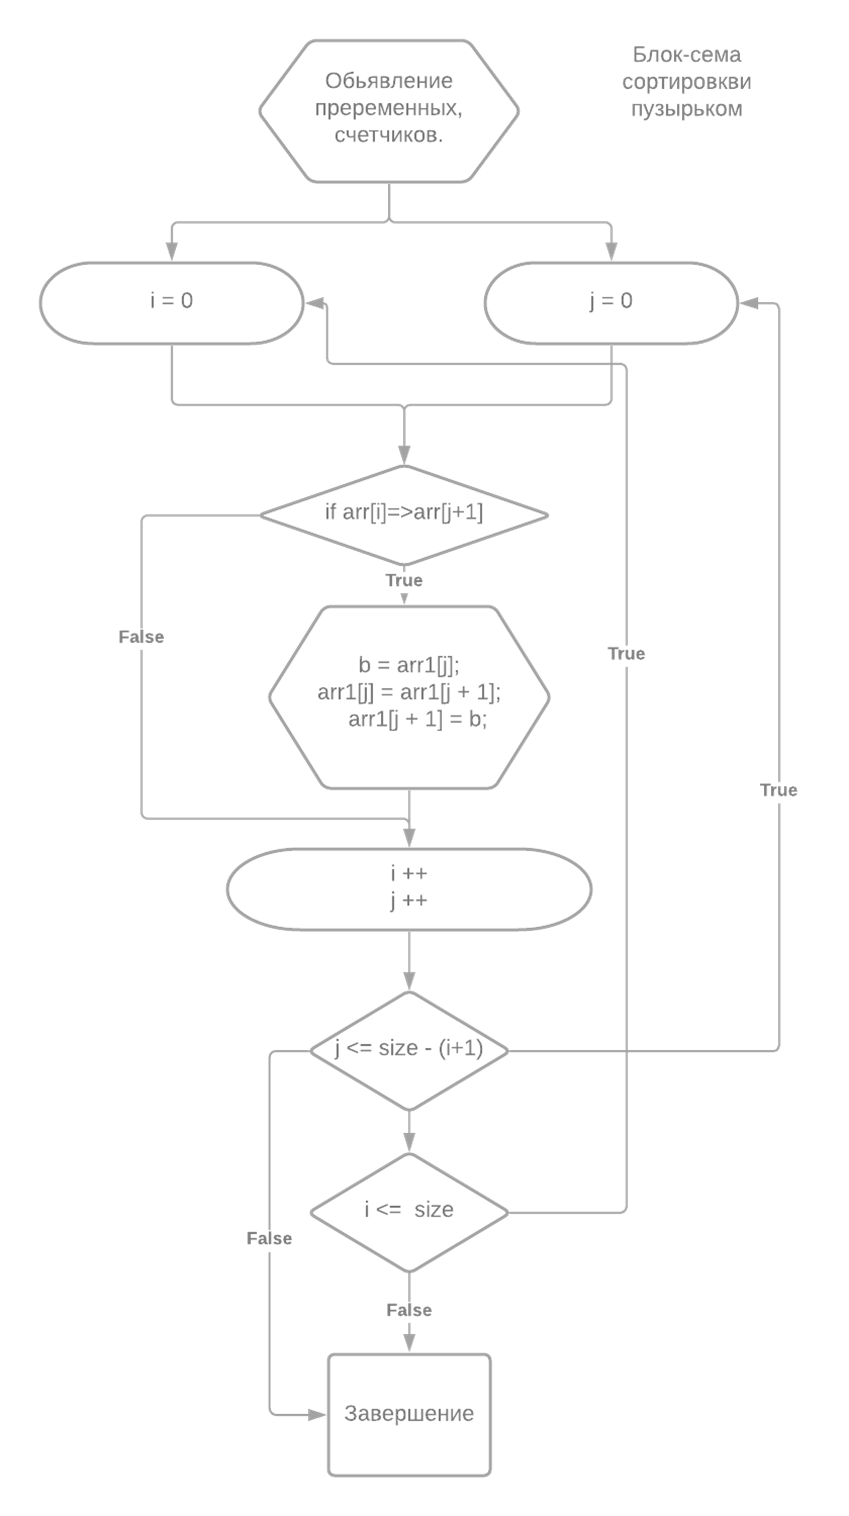 Блок-сема
сортировкви
пузырьком
Обьявление
преременных,
счетчиков.
i = 0
j = 0
if arr[i]=>arr[j+1]
True
False
b = arr1[j];
arr1[j] = arr1[j + 1];
arr1[j + 1] = b;
True
True
i ++
j ++
j <= size - (i+1)
i <= size
False
False
Завершение